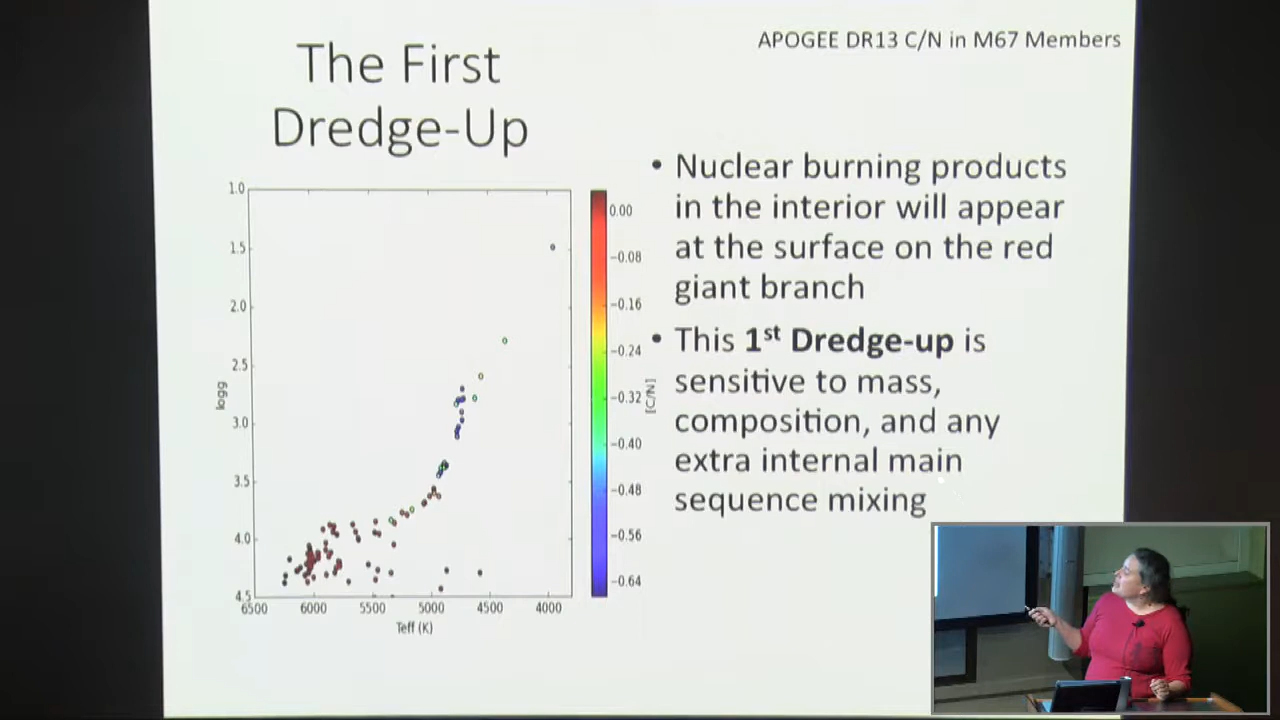 The First
Dredge-Up
APOGEE DR13 C/N in M67 Members
• Nuclear burning products
in the interior will appear
at the surface on the red
giant branch
• This 1st Dredge-up is
sensitive to mass,
composition, and any
extra internal main
sequence mixing
1.0
1.5
2.0
2.5
3.0
3.5
4.0
4.5
logg
6500 6000 5500 5000 4500 4000
Teff (K)
0.00
−0.08
−0.16
−0.24
−0.32
−0.40
−0.48
−0.56
−0.64
[C/N]